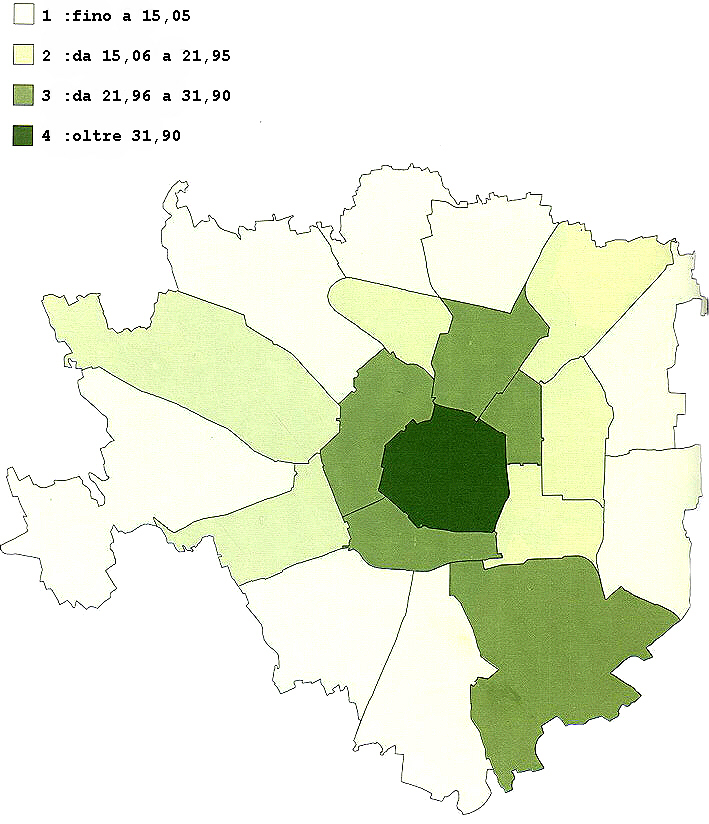 1 :fino a 15,05
2 :da 15,06 a 21,95
3 :da 21,96 a 31,90
4 :oltre 31,90